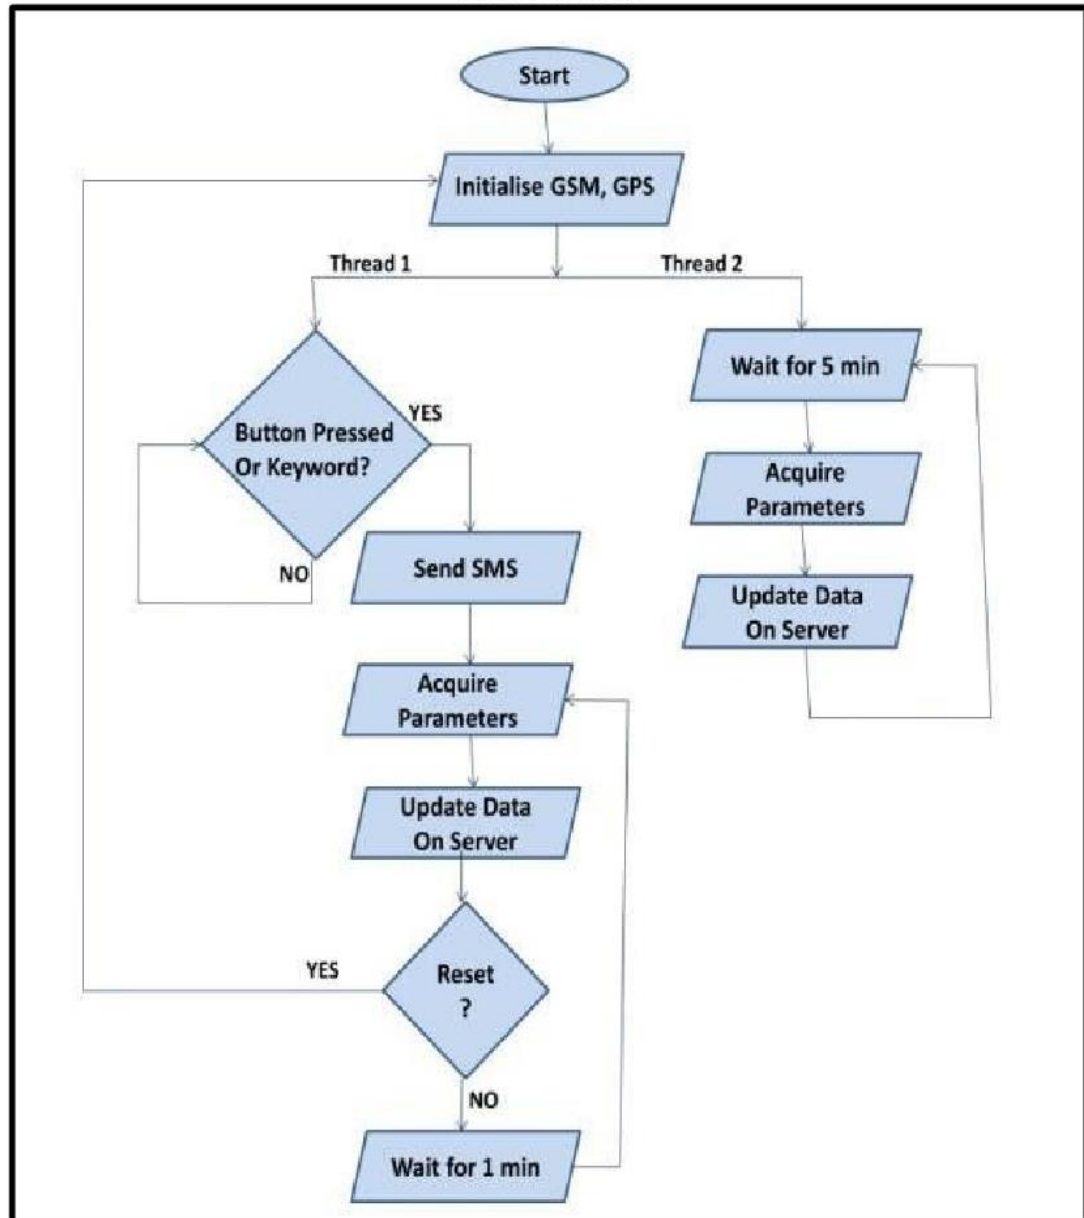 Start
Initialise GSM, GPS
Thread 1
Thread 2
Button Pressed
Or Keyword?
YES
NO
Send SMS
Acquire
Parameters
Update Data
On Server
Reset
?
YES
NO
Wait for 1 min
Wait for 5 min
Acquire
Parameters
Update Data
On Server